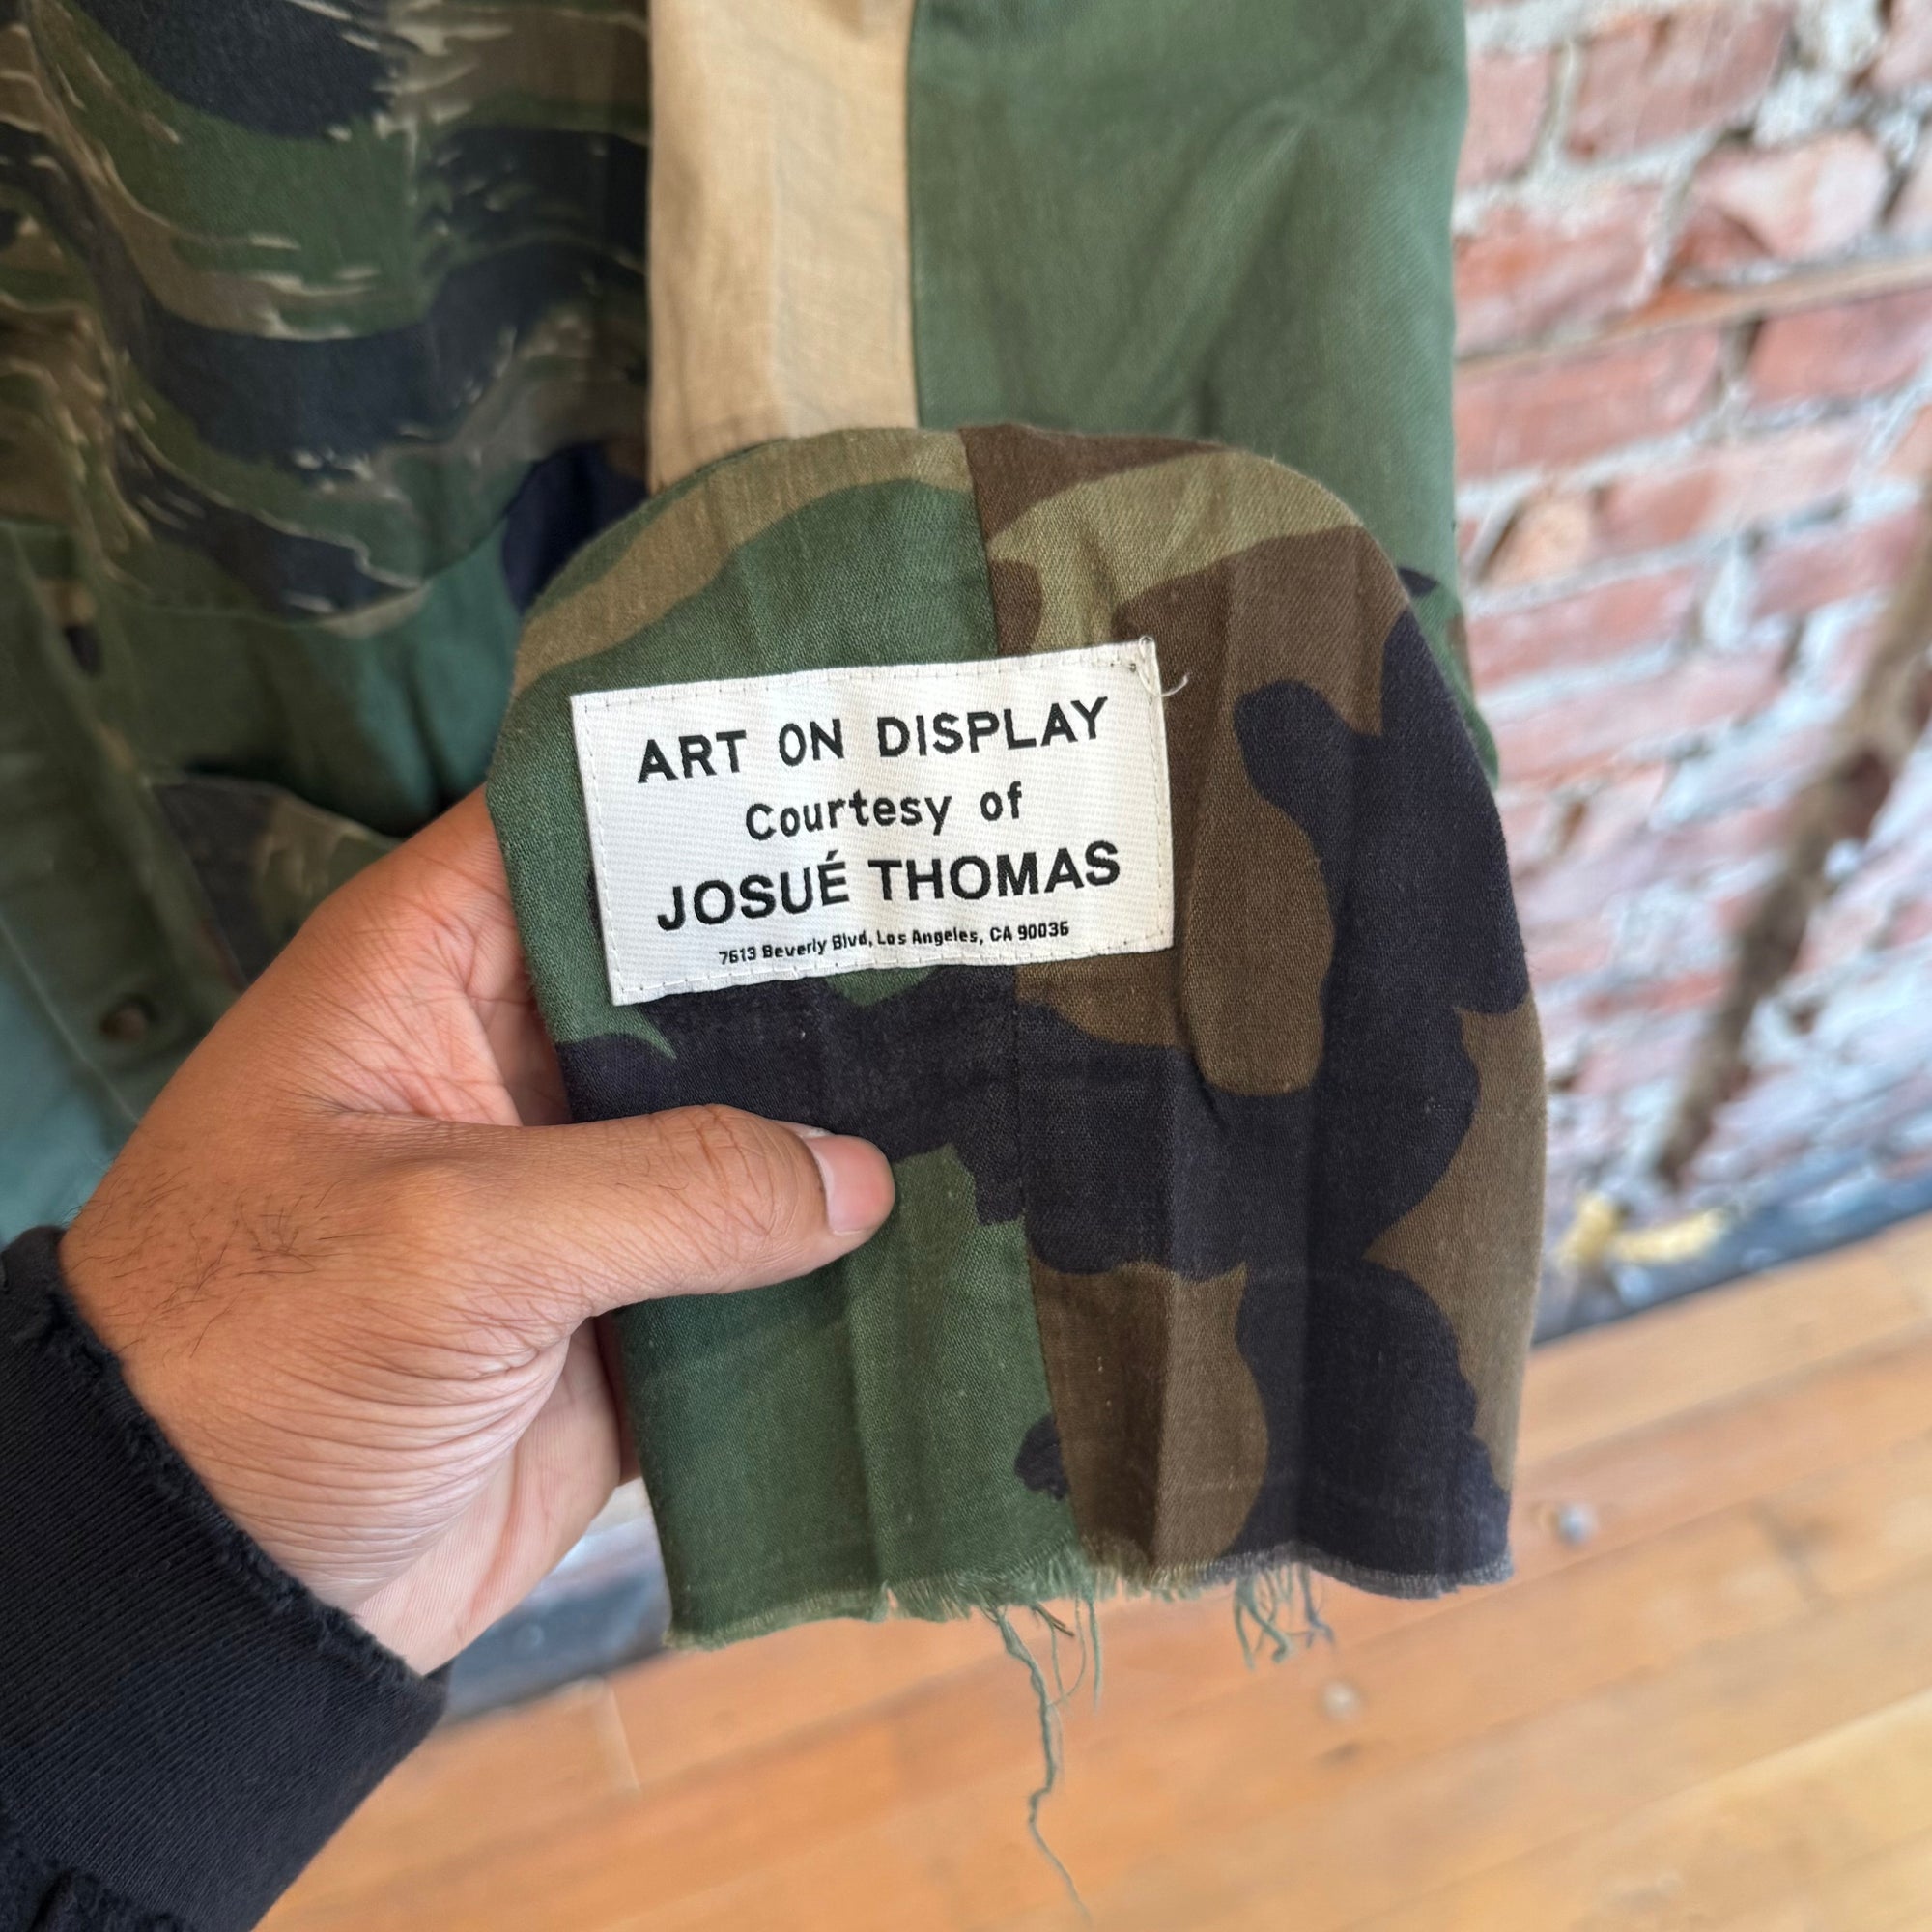 ART ON DISPLAY
Courtesy of
JOSUÉ THOMAS
7613 Beverly Blvd, Los Angeles, CA 90036